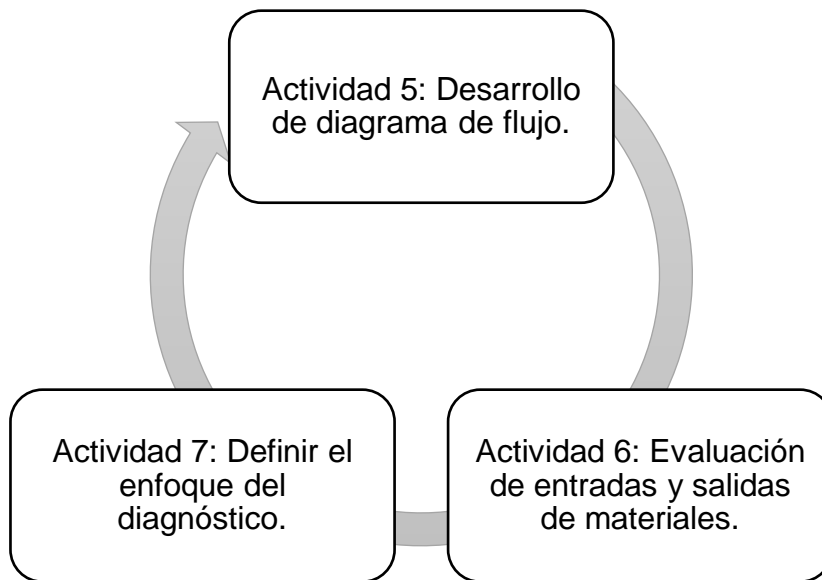 Actividad 5: Desarrollo
de diagrama de flujo.
Actividad 7: Definir el
enfoque del
diagnóstico.
Actividad 6: Evaluación
de entradas y salidas
de materiales.